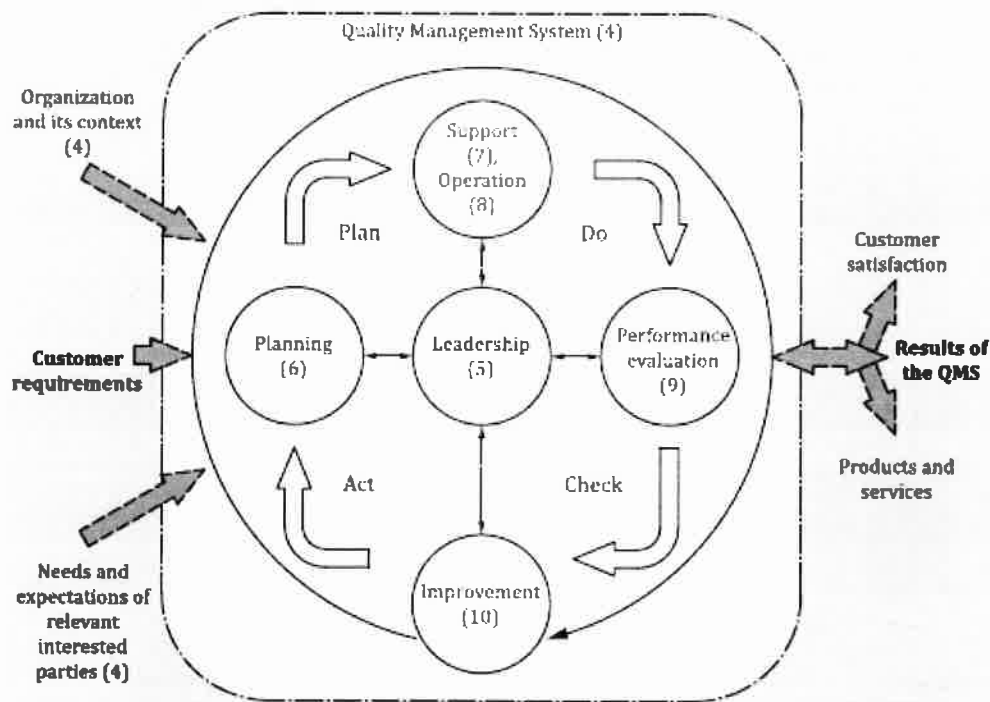 Quality Management System (4)
Organization
and its context
(4)
Support
(7),
Operation
(8)
Plan
Do
Customer
satisfaction
Customer
requirements
Planning
(6)
Leadership
(5)
Performance
evaluation
(9)
Results of
the QMS
Act
Check
Products and
services
Needs and
expectations of
relevant
interested
parties (4)
Improvement
(10)